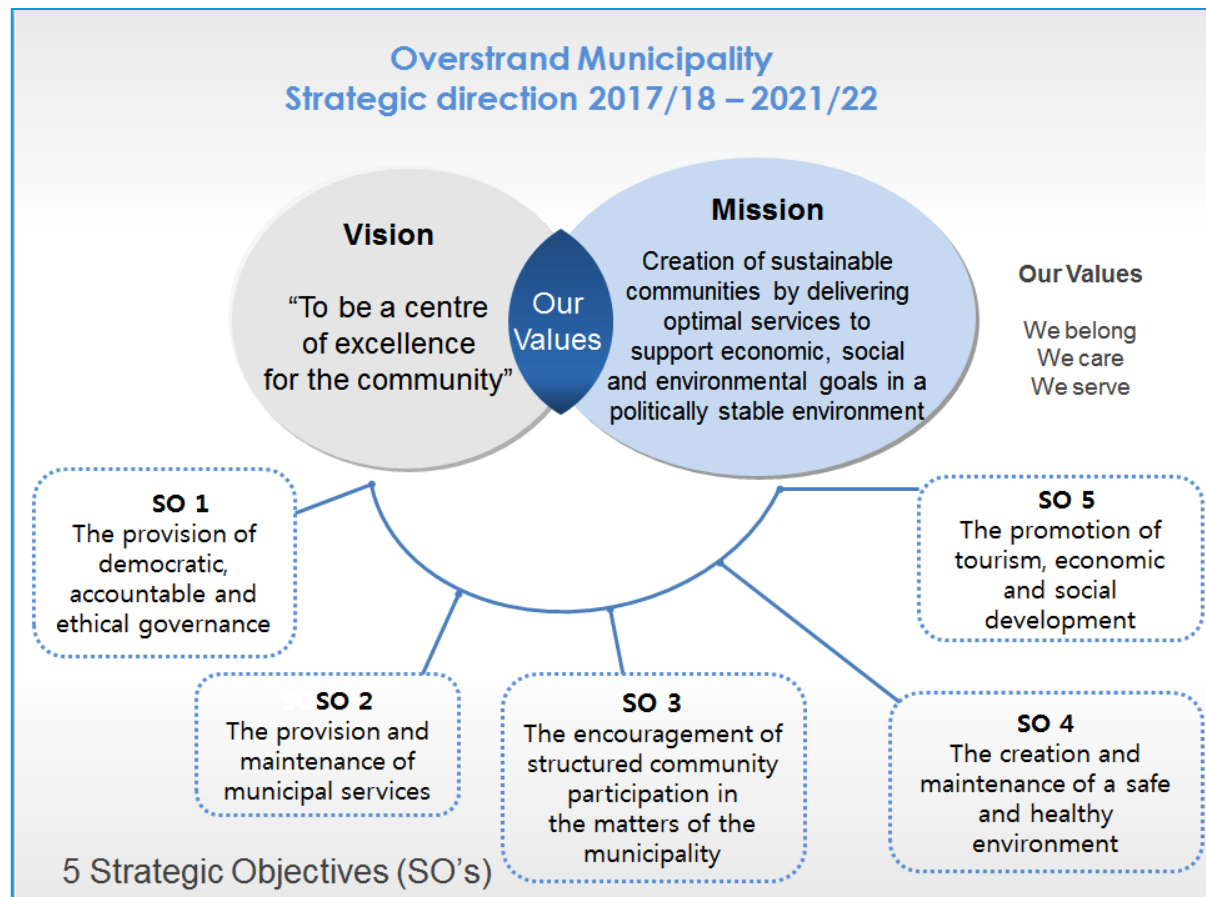 Overstrand Municipality
Strategic direction 2017/18 – 2021/22
Vision
“To be a centre
of excellence
for the community”
Our
Values
Mission
Creation of sustainable
communities by delivering
optimal services to
support economic, social
and environmental goals in a
politically stable environment
Our Values
We belong
We care
We serve
SO 1
The provision of
democratic,
accountable and
ethical governance
SO 2
The provision and
maintenance of
municipal services
SO 3
The encouragement of
structured community
participation in
the matters of the
municipality
SO 4
The creation and
maintenance of a safe
and healthy
environment
SO 5
The promotion of
tourism, economic
and social
development
5 Strategic Objectives (SO’s)